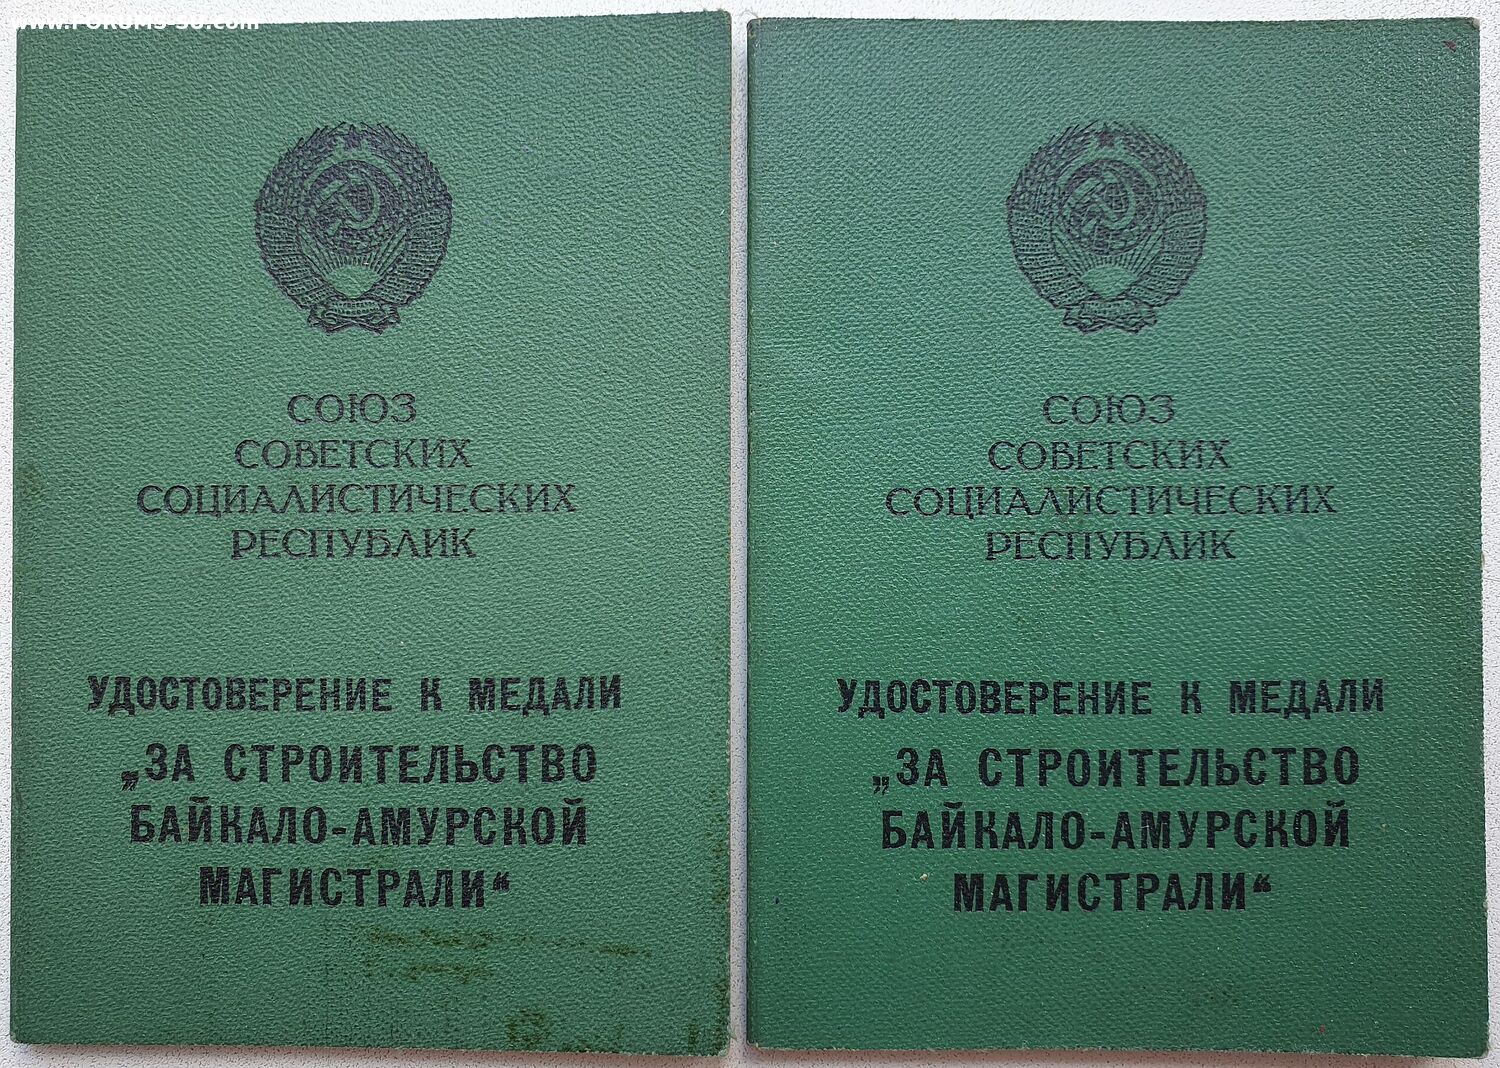 СОЮЗ
СОВЕТСКИХ
СОЦИАЛИСТИЧЕСКИХ
РЕСПУБЛИК
УДОСТОВЕРЕНИЕ К МЕДАЛИ
„ЗА СТРОИТЕЛЬСТВО
БАЙКАЛО-АМУРСКОЙ
МАГИСТРАЛИ“
СОЮЗ
СОВЕТСКИХ
СОЦИАЛИСТИЧЕСКИХ
РЕСПУБЛИК
УДОСТОВЕРЕНИЕ К МЕДАЛИ
„ЗА СТРОИТЕЛЬСТВО
БАЙКАЛО-АМУРСКОЙ
МАГИСТРАЛИ“